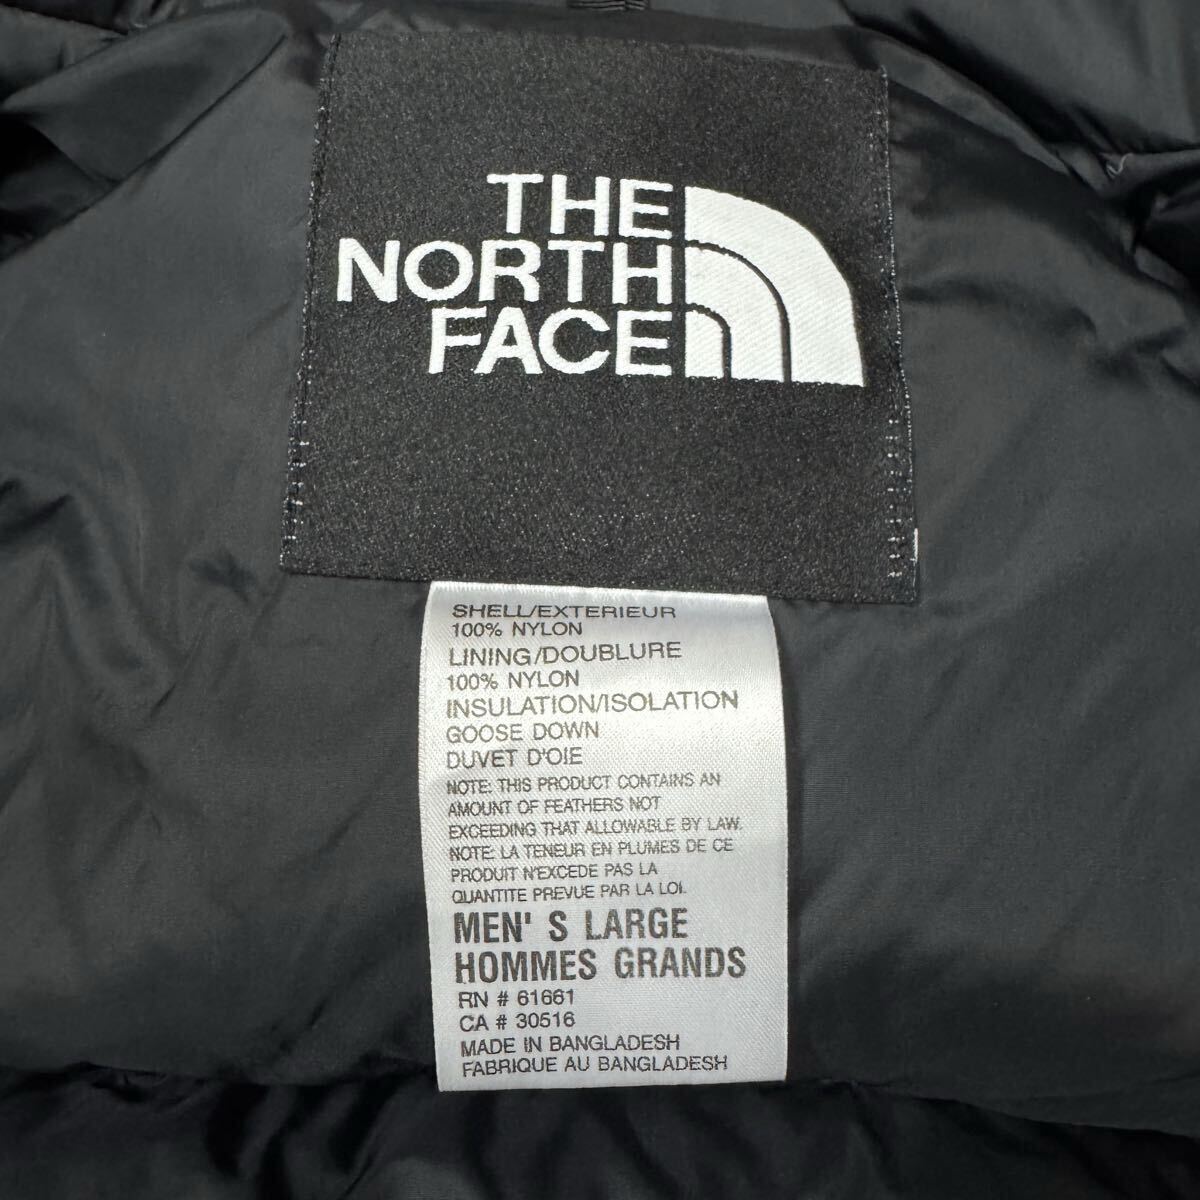 THE
NORTH
FACE
SHELL/EXTERIEUR
100% NYLON
LINING/DOUBLURE
100% NYLON
INSULATION/ISOLATION
GOOSE DOWN
DUVET D'OIE
NOTE: THIS PRODUCT CONTAINS AN
AMOUNT OF FEATHERS NOT
EXCEEDING THAT ALLOWABLE BY LAW.
NOTE: LA TENEUR EN PLUMES DE CE
PRODUIT N'EXCEDE PAS LA
QUANTITE PREVUE PAR LA LOI.
MEN' S LARGE
HOMMES GRANDS
RN # 61661
CA # 30516
MADE IN BANGLADESH
FABRIQUE AU BANGLADESH